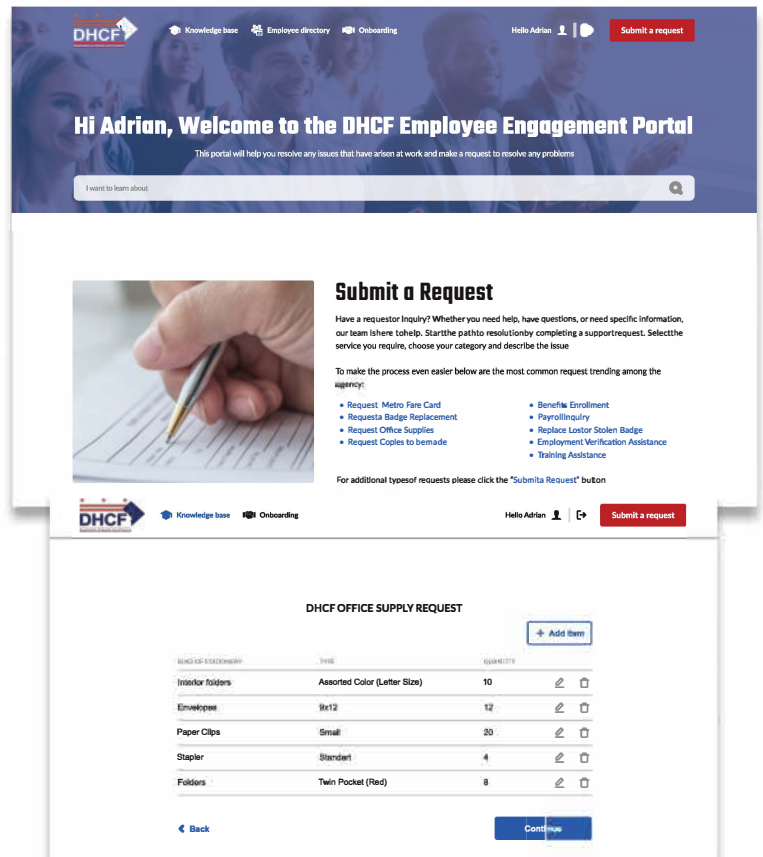 DHCF
Knowledge base Employee directory Onboarding
Hello Adrian
Submit a request
Hi Adrian, Welcome to the DHCF Employee Engagement Portal
This portal will help you resolve any issues that have arisen at work and make a request to resolve any problems
I want to learn about
Submit a Request
Have a requestor Inquiry? Whether you need help, have questions, or need specific information,
our team Ishere tohelp. Startthe pathto resolutionby completing a supportrequest. Selectthe
service you require, choose your category and describe the issue
To make the process even easier below are the most common request trending among the
agency:
• Request Metro Fare Card
• Requesta Badge Replacement
• Request Office Supplies
• Request Copies to bemade
• Benefits Enrollment
• PayrollInquiry
• Replace Lostor Stolen Badge
• Employment Verification Assistance
• Training Assistance
For additional typesof requests please click the "Submita Request" button
DHCF
Knowledge base Onboarding
Hello Adrian
Submit a request
DHCF OFFICE SUPPLY REQUEST
+ Add item
KIND OF STATIONERY TYPE QUANTITY
Interior folders Assorted Color (Letter Size) 10
Envelopes 9x12 12
Paper Clips Small 20
Stapler Standart 4
Folders Twin Pocket (Red) 8
Back
Continue